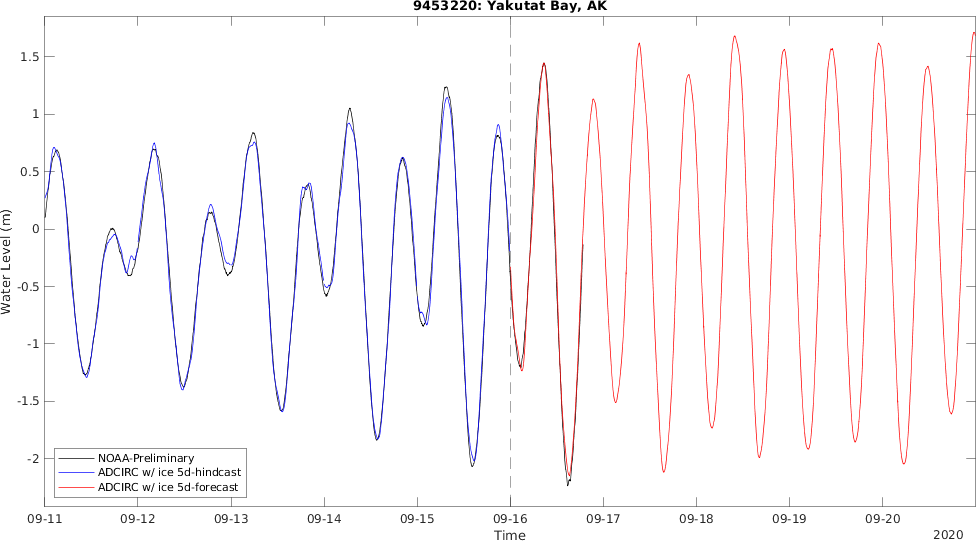 9453220: Yakutat Bay, AK
Water Level (m)
1.5
1
0.5
0
-0.5
-1
-1.5
-2
NOAA-Preliminary
ADCIRC w/ ice 5d-hindcast
ADCIRC w/ ice 5d-forecast
09-11 09-12 09-13 09-14 09-15 09-16 09-17 09-18 09-19 09-20
Time
2020